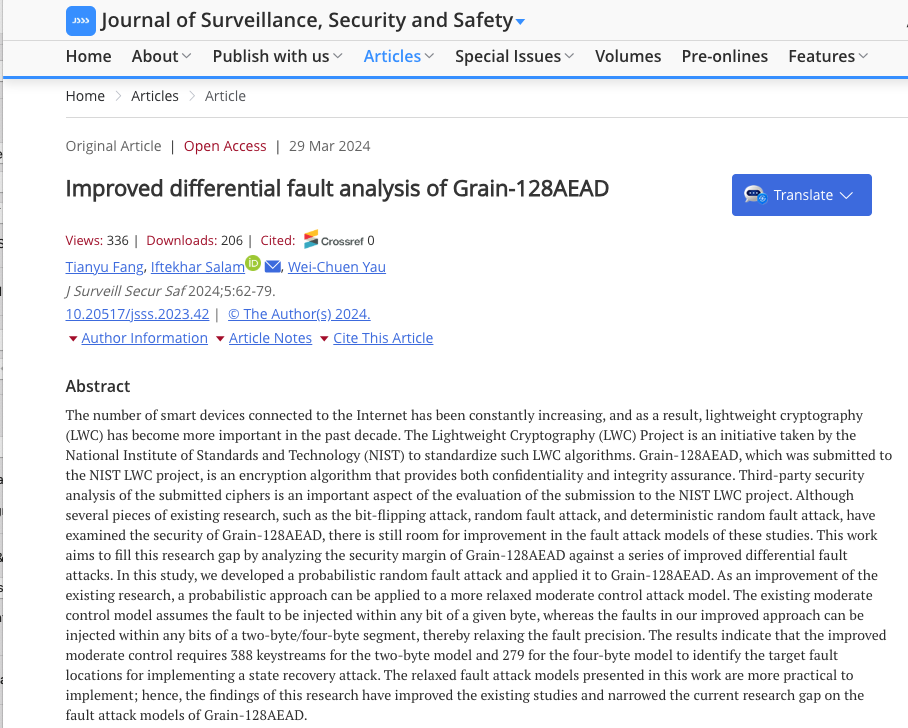 JSSS Journal of Surveillance, Security and Safety
Home About Publish with us Articles Special Issues Volumes Pre-onlines Features
Home > Articles > Article
Original Article | Open Access | 29 Mar 2024
Improved differential fault analysis of Grain-128AEAD
Translate
Views: 336 | Downloads: 206 | Cited: Crossref 0
Tianyu Fang, Iftekhar Salam iD , Wei-Chuen Yau
J Surveill Secur Saf 2024;5:62-79.
10.20517/jsss.2023.42 | © The Author(s) 2024.
Author Information Article Notes Cite This Article
Abstract
The number of smart devices connected to the Internet has been constantly increasing, and as a result, lightweight cryptography
(LWC) has become more important in the past decade. The Lightweight Cryptography (LWC) Project is an initiative taken by the
National Institute of Standards and Technology (NIST) to standardize such LWC algorithms. Grain-128AEAD, which was submitted to
the NIST LWC project, is an encryption algorithm that provides both confidentiality and integrity assurance. Third-party security
analysis of the submitted ciphers is an important aspect of the evaluation of the submission to the NIST LWC project. Although
several pieces of existing research, such as the bit-flipping attack, random fault attack, and deterministic random fault attack, have
examined the security of Grain-128AEAD, there is still room for improvement in the fault attack models of these studies. This work
aims to fill this research gap by analyzing the security margin of Grain-128AEAD against a series of improved differential fault
attacks. In this study, we developed a probabilistic random fault attack and applied it to Grain-128AEAD. As an improvement of the
existing research, a probabilistic approach can be applied to a more relaxed moderate control attack model. The existing moderate
control model assumes the fault to be injected within any bit of a given byte, whereas the faults in our improved approach can be
injected within any bits of a two-byte/four-byte segment, thereby relaxing the fault precision. The results indicate that the improved
moderate control requires 388 keystreams for the two-byte model and 279 for the four-byte model to identify the target fault
locations for implementing a state recovery attack. The relaxed fault attack models presented in this work are more practical to
implement; hence, the findings of this research have improved the existing studies and narrowed the current research gap on the
fault attack models of Grain-128AEAD.